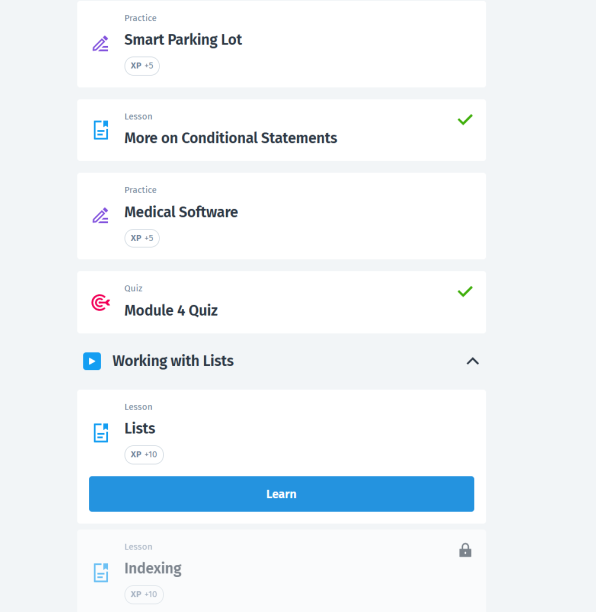 Practice
Smart Parking Lot
XP +5
Lesson
More on Conditional Statements
Practice
Medical Software
XP +5
Quiz
Module 4 Quiz
Working with Lists
Lesson
Lists
XP +10
Learn
Lesson
Indexing
XP +10